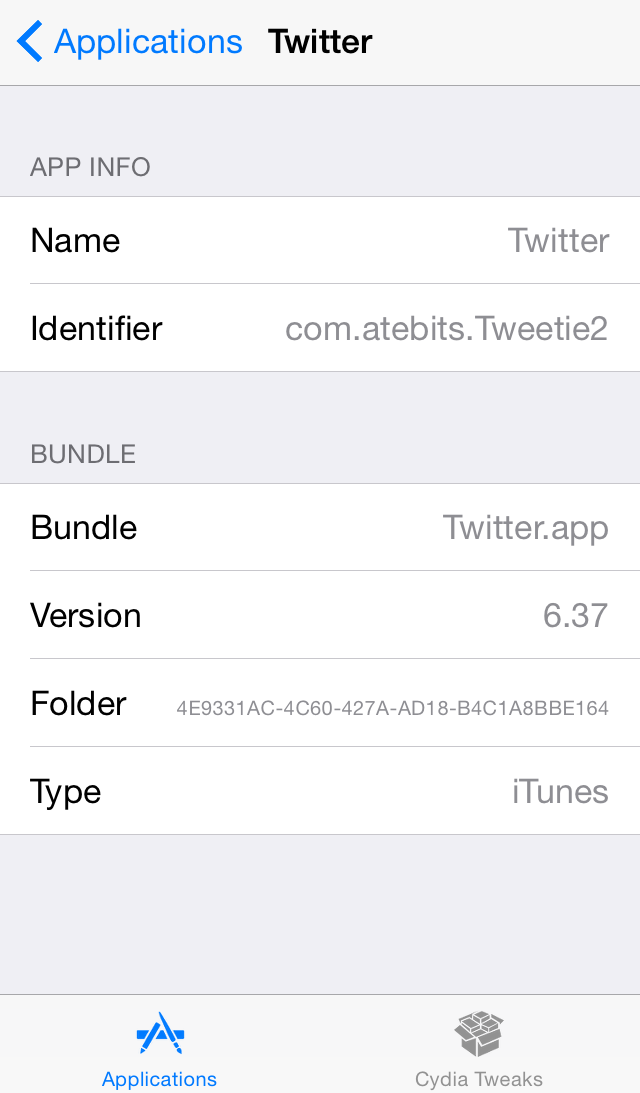 Applications Twitter
APP INFO
Name Twitter
Identifier com.atebits.Tweetie2
BUNDLE
Bundle Twitter.app
Version 6.37
Folder 4E9331AC-4C60-427A-AD18-B4C1A8BBE164
Type iTunes
Applications Cydia Tweaks